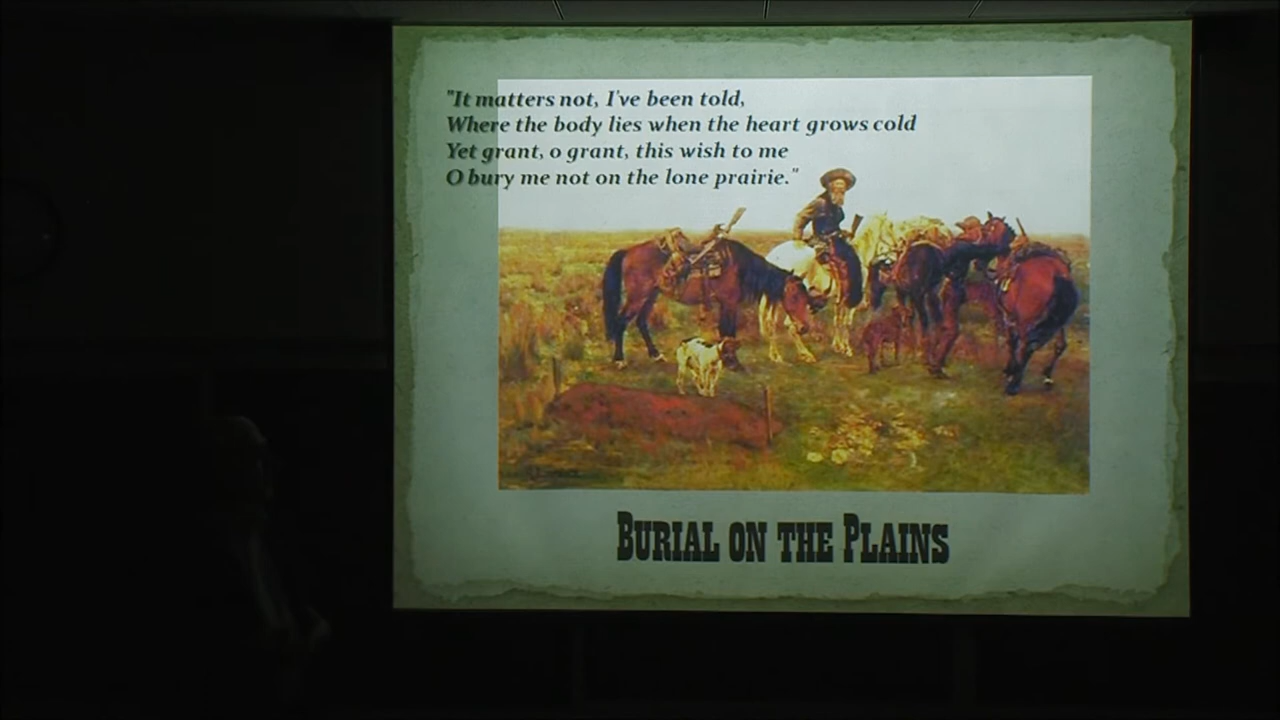 "It matters not, I've been told,
Where the body lies when the heart grows cold
Yet grant, o grant, this wish to me
O bury me not on the lone prairie."
Burial on the Plains